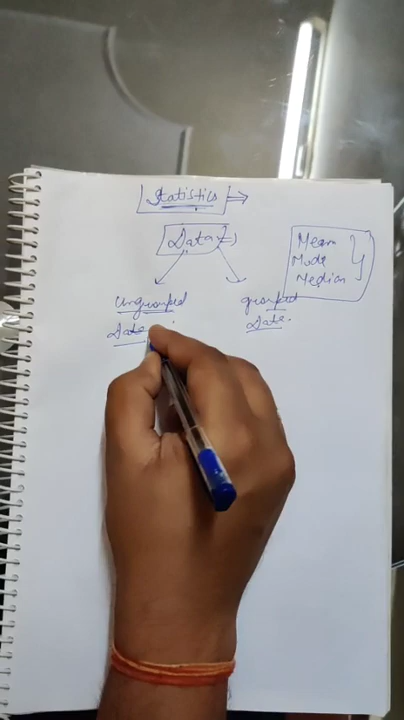 Statistics ⇒
Data ⇒
Mean
Mode
Median
Ungrouped
Data
grouped
Data.